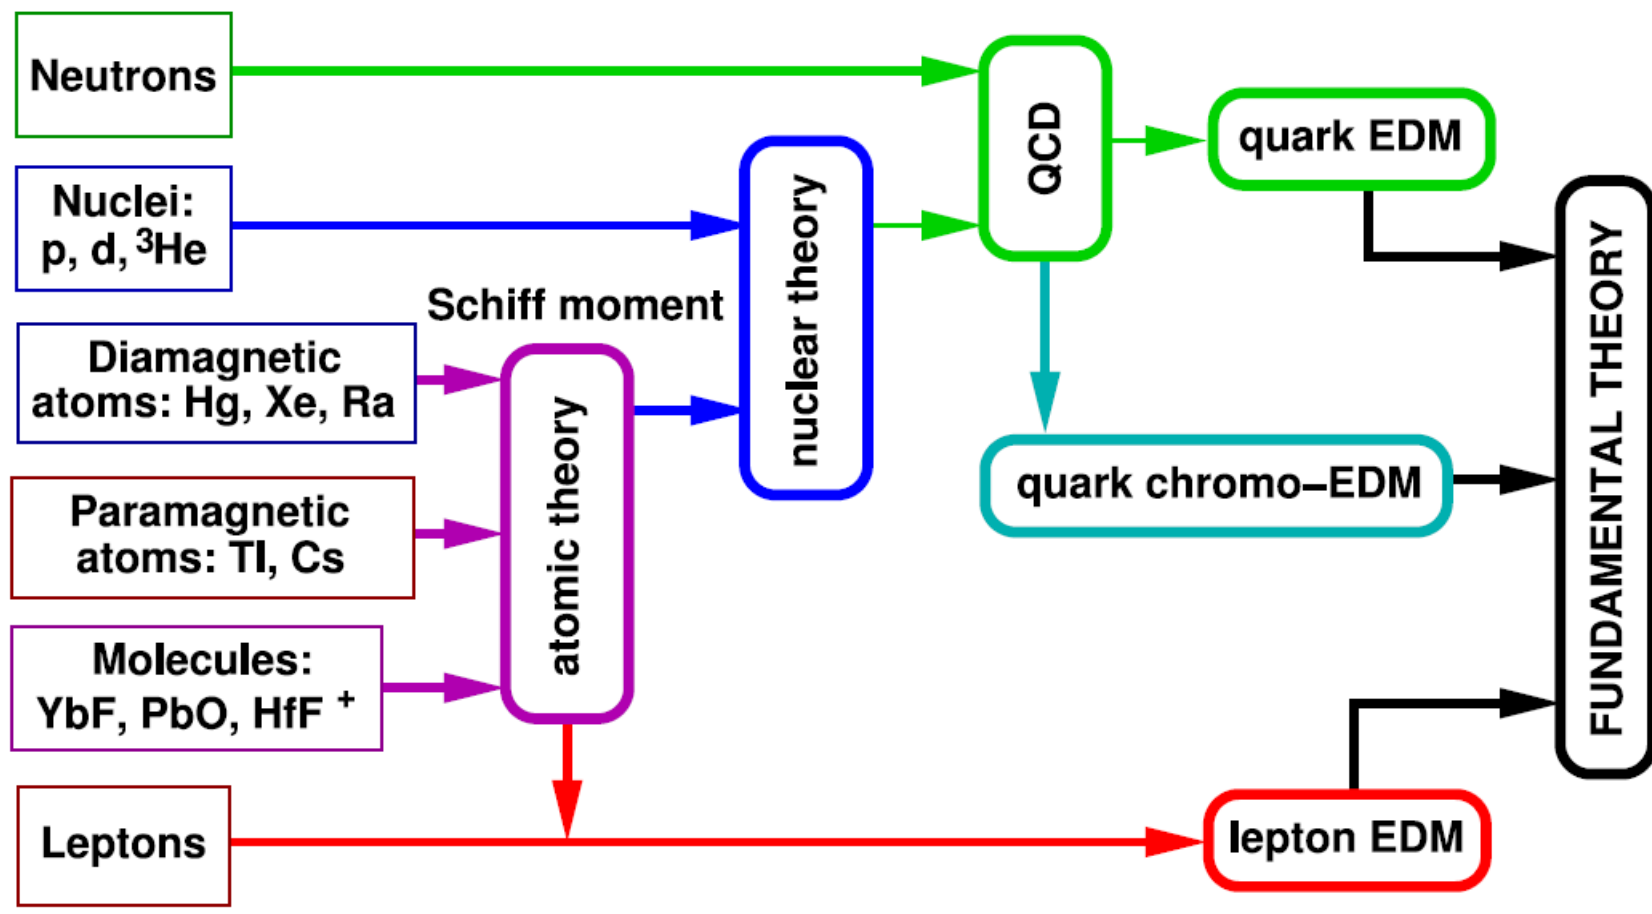 Neutrons
Nuclei:
p, d, ³He
Schiff moment
Diamagnetic
atoms: Hg, Xe, Ra
Paramagnetic
atoms: Tl, Cs
Molecules:
YbF, PbO, HfF ⁺
Leptons
atomic theory
nuclear theory
QCD
quark EDM
quark chromo–EDM
lepton EDM
FUNDAMENTAL THEORY